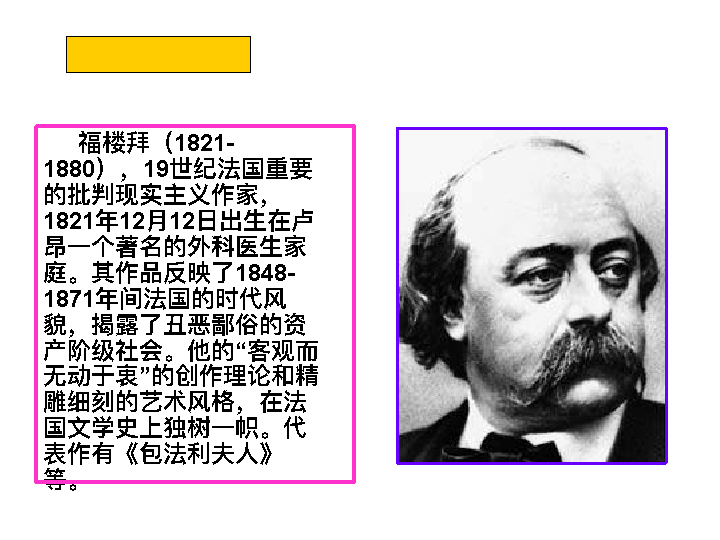 福楼拜（1821-
1880），19世纪法国重要
的批判现实主义作家，
1821年12月12日出生在卢
昂一个著名的外科医生家
庭。其作品反映了1848-
1871年间法国的时代风
貌，揭露了丑恶鄙俗的资
产阶级社会。他的“客观而
无动于衷”的创作理论和精
雕细刻的艺术风格，在法
国文学史上独树一帜。代
表作有《包法利夫人》
等。